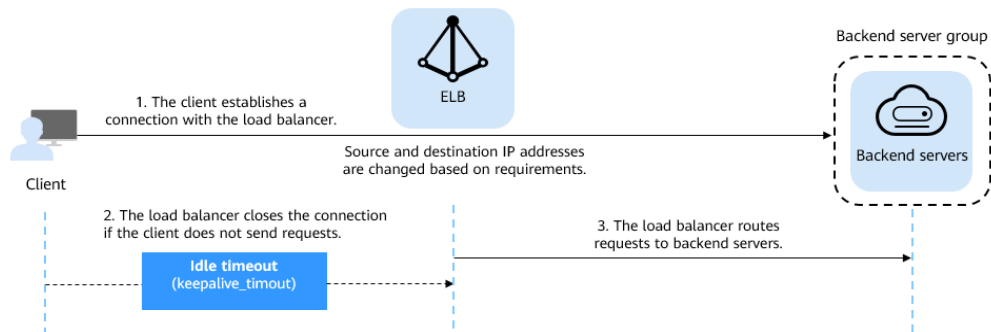 Backend server group
ELB
1. The client establishes a
connection with the load balancer.
Source and destination IP addresses
are changed based on requirements.
Backend servers
Client
2. The load balancer closes the connection
if the client does not send requests.
3. The load balancer routes
requests to backend servers.
Idle timeout
(keepalive_timout)